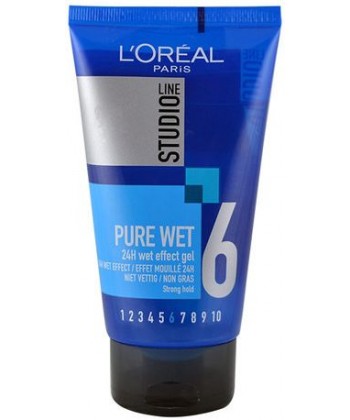 L'ORÉAL
PARIS
STUDIO LINE
PURE WET
24H wet effect gel
WET EFFECT / EFFET MOUILLÉ 24H
NIET VETTIG / NON GRAS
Strong hold
6
1 2 3 4 5 6 7 8 9 10